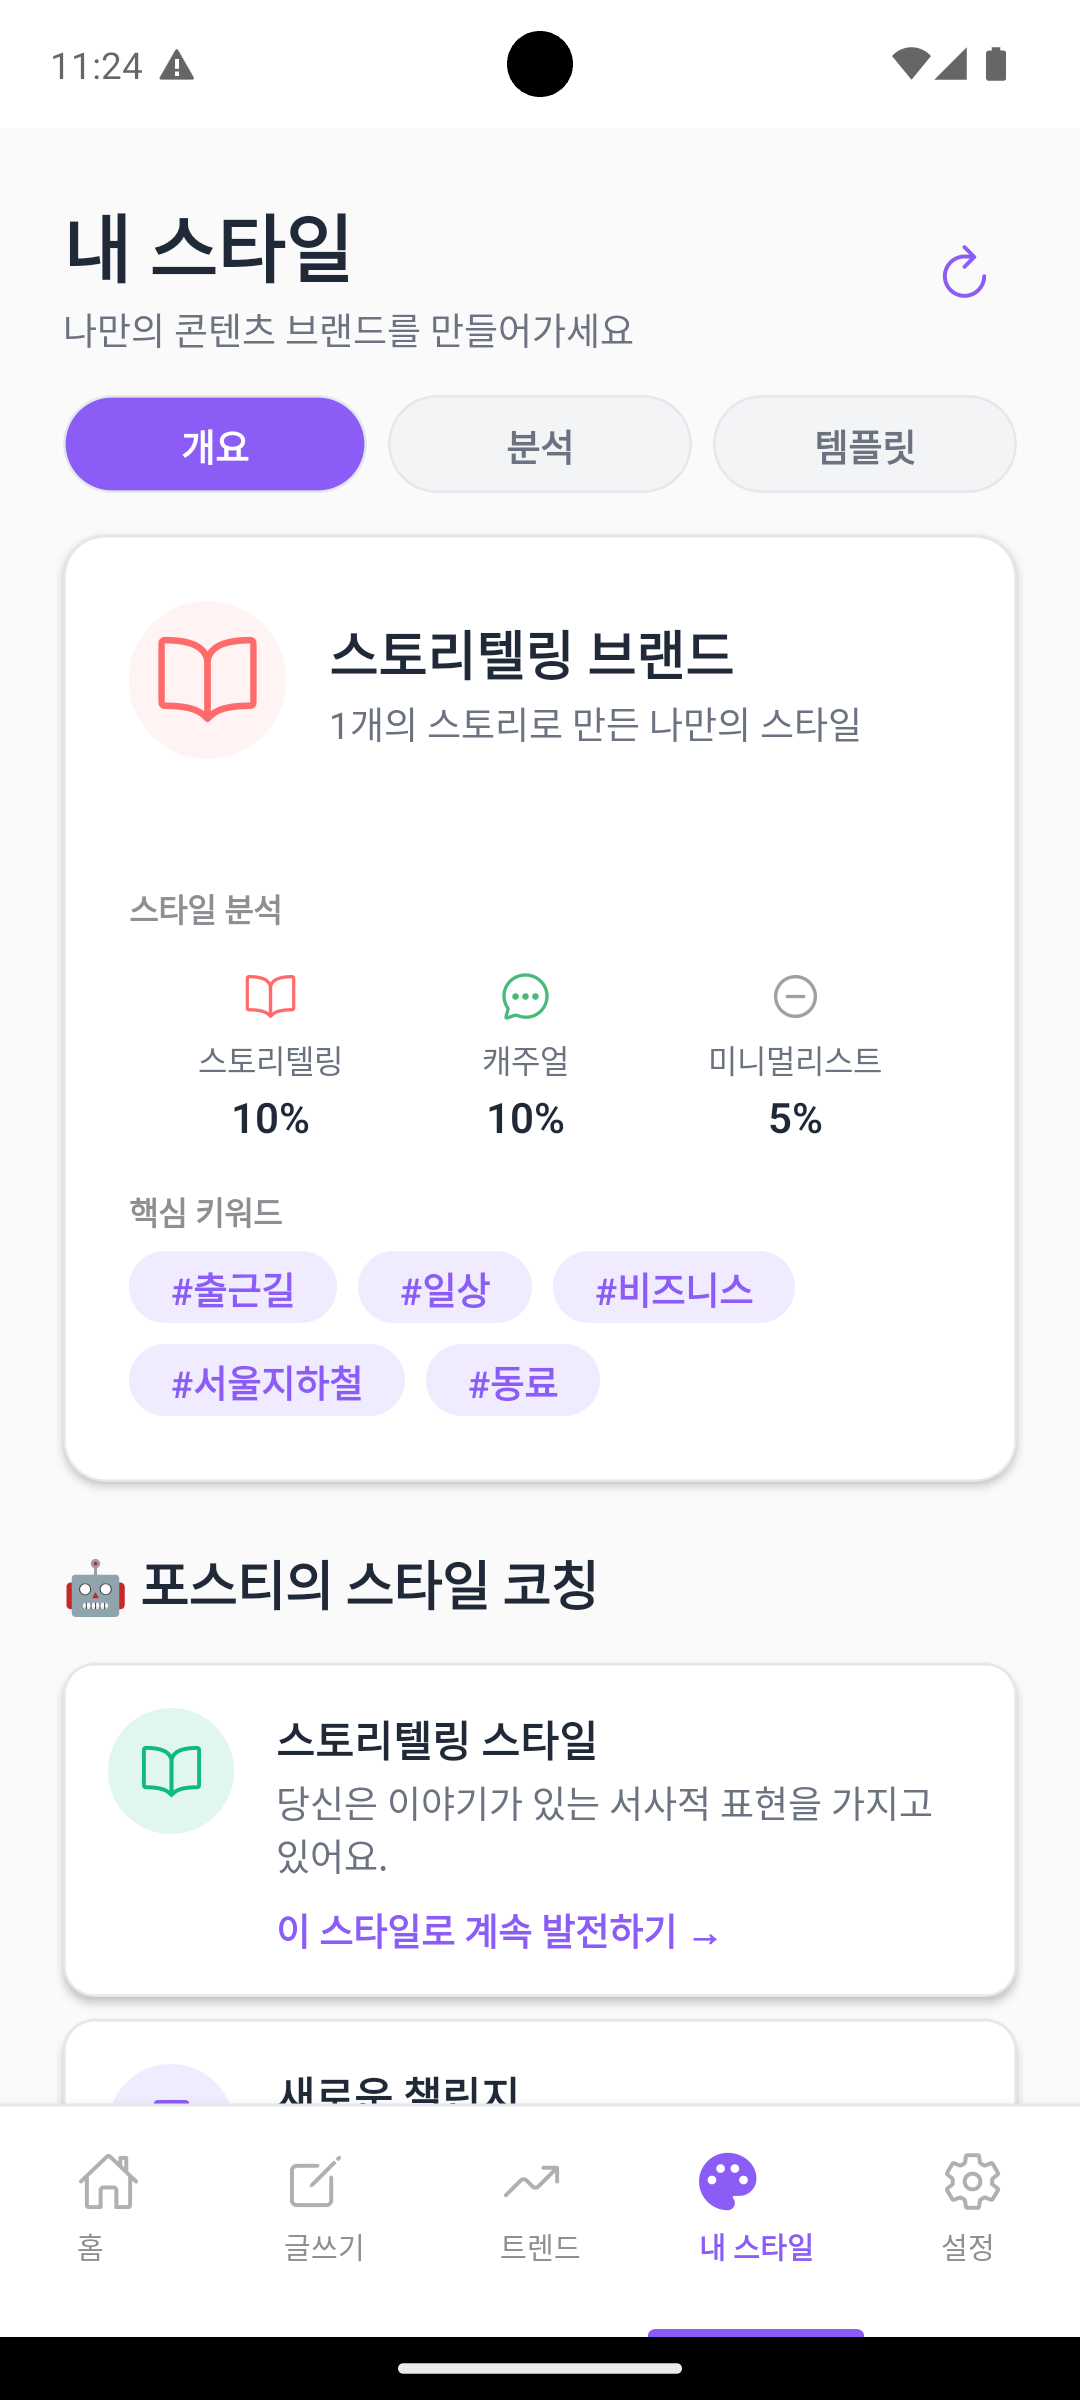 11:24
내 스타일
나만의 콘텐츠 브랜드를 만들어가세요
개요
분석
템플릿
스토리텔링 브랜드
1개의 스토리로 만든 나만의 스타일
스타일 분석
스토리텔링
캐주얼
미니멀리스트
10%
10%
5%
핵심 키워드
#출근길
#일상
#비즈니스
#서울지하철
#동료
🤖 포스티의 스타일 코칭
스토리텔링 스타일
당신은 이야기가 있는 서사적 표현을 가지고
있어요.
이 스타일로 계속 발전하기 →
새로운 챌린지
홈
글쓰기
트렌드
내 스타일
설정